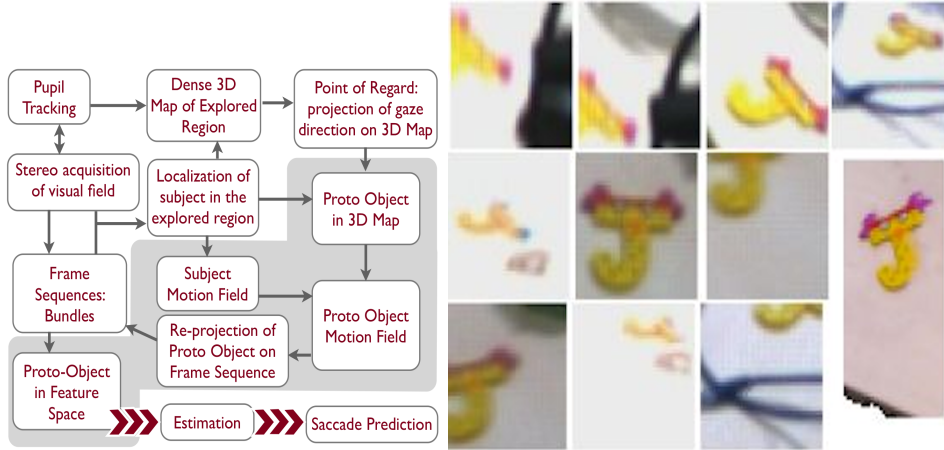 Pupil
Tracking
Dense 3D
Map of Explored
Region
Point of Regard:
projection of gaze
direction on 3D Map
Stereo acquisition
of visual field
Localization of
subject in the
explored region
Proto Object
in 3D Map
Frame
Sequences:
Bundles
Subject
Motion Field
Proto Object
Motion Field
Re-projection of
Proto Object on
Frame Sequence
Proto-Object
in Feature
Space
Estimation
Saccade Prediction